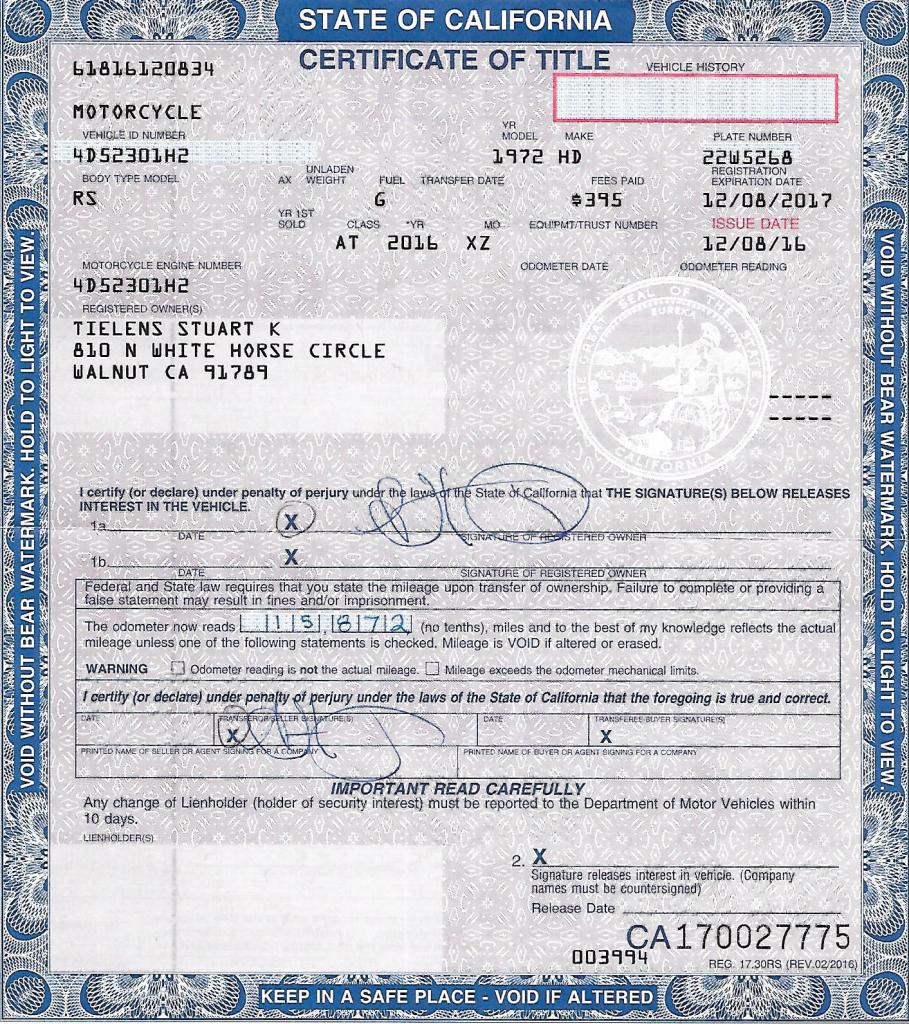 STATE OF CALIFORNIA
CERTIFICATE OF TITLE
61816120834
VEHICLE HISTORY
MOTORCYCLE
VEHICLE ID NUMBER YR MODEL MAKE PLATE NUMBER
4D52301H2 1972 HD 22W5268
BODY TYPE MODEL AX UNLADEN WEIGHT FUEL TRANSFER DATE FEES PAID REGISTRATION EXPIRATION DATE
RS G $395 12/08/2017
YR 1ST SOLD CLASS *YR MO EQUIPMT/TRUST NUMBER ISSUE DATE
AT 2016 XZ 12/08/16
MOTORCYCLE ENGINE NUMBER ODOMETER DATE ODOMETER READING
4D52301H2
REGISTERED OWNER(S)
TIELENS STUART K
810 N WHITE HORSE CIRCLE
WALNUT CA 91789
EUREKA
I certify (or declare) under penalty of perjury under the laws of the State of California that THE SIGNATURE(S) BELOW RELEASES
INTEREST IN THE VEHICLE.
1a. X
DATE SIGNATURE OF REGISTERED OWNER
1b. X
DATE SIGNATURE OF REGISTERED OWNER
Federal and State law requires that you state the mileage upon transfer of ownership. Failure to complete or providing a
false statement may result in fines and/or imprisonment.
The odometer now reads 15,872 (no tenths), miles and to the best of my knowledge reflects the actual
mileage unless one of the following statements is checked. Mileage is VOID if altered or erased.
WARNING Odometer reading is not the actual mileage. Mileage exceeds the odometer mechanical limits.
I certify (or declare) under penalty of perjury under the laws of the State of California that the foregoing is true and correct.
DATE TRANSFEROR/SELLER SIGNATURE(S) DATE TRANSFEREE/BUYER SIGNATURE(S)
X X
PRINTED NAME OF SELLER OR AGENT SIGNING FOR A COMPANY PRINTED NAME OF BUYER OR AGENT SIGNING FOR A COMPANY
IMPORTANT READ CAREFULLY
Any change of Lienholder (holder of security interest) must be reported to the Department of Motor Vehicles within
10 days.
LIENHOLDER(S)
2. X
Signature releases interest in vehicle. (Company
names must be countersigned)
Release Date
CA170027775
003994
REG. 17.30RS (REV.02/2016)
KEEP IN A SAFE PLACE - VOID IF ALTERED
VOID WITHOUT BEAR WATERMARK. HOLD TO LIGHT TO VIEW.
VOID WITHOUT BEAR WATERMARK. HOLD TO LIGHT TO VIEW.